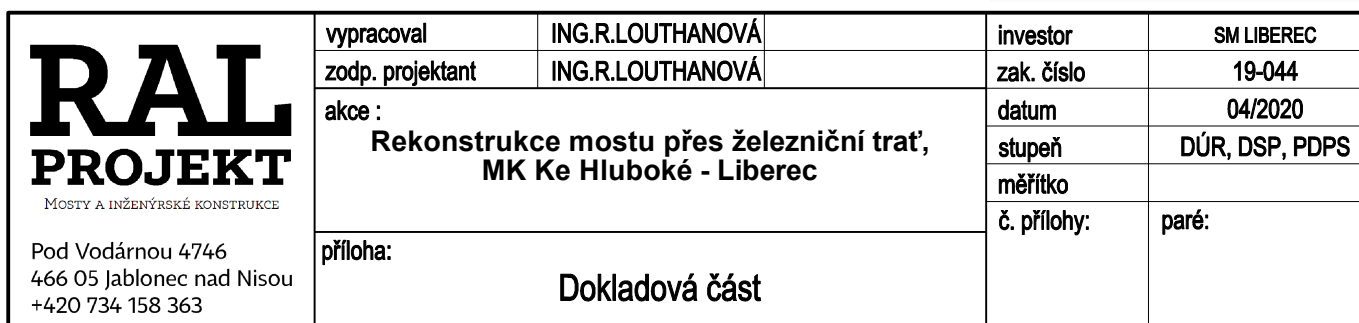 RAL
PROJEKT
MOSTY A INŽENÝRSKÉ KONSTRUKCE
Pod Vodárnou 4746
466 05 Jablonec nad Nisou
+420 734 158 363
vypracoval ING.R.LOUTHANOVÁ
zodp. projektant ING.R.LOUTHANOVÁ
akce :
Rekonstrukce mostu přes železniční trať,
MK Ke Hluboké - Liberec
příloha:
Dokladová část
investor SM LIBEREC
zak. číslo 19-044
datum 04/2020
stupeň DÚR, DSP, PDPS
měřítko
č. přílohy: paré: